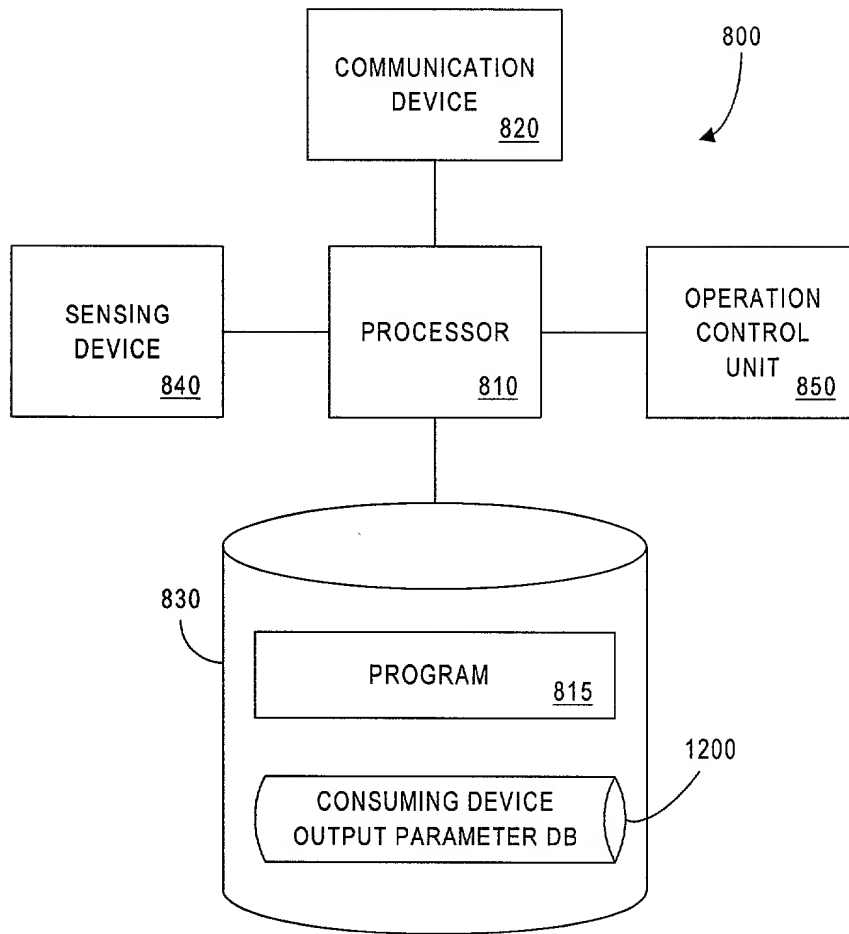 800
COMMUNICATION
DEVICE
820
SENSING
DEVICE
840
PROCESSOR
810
OPERATION
CONTROL
UNIT
850
830
PROGRAM
815
1200
CONSUMING DEVICE
OUTPUT PARAMETER DB